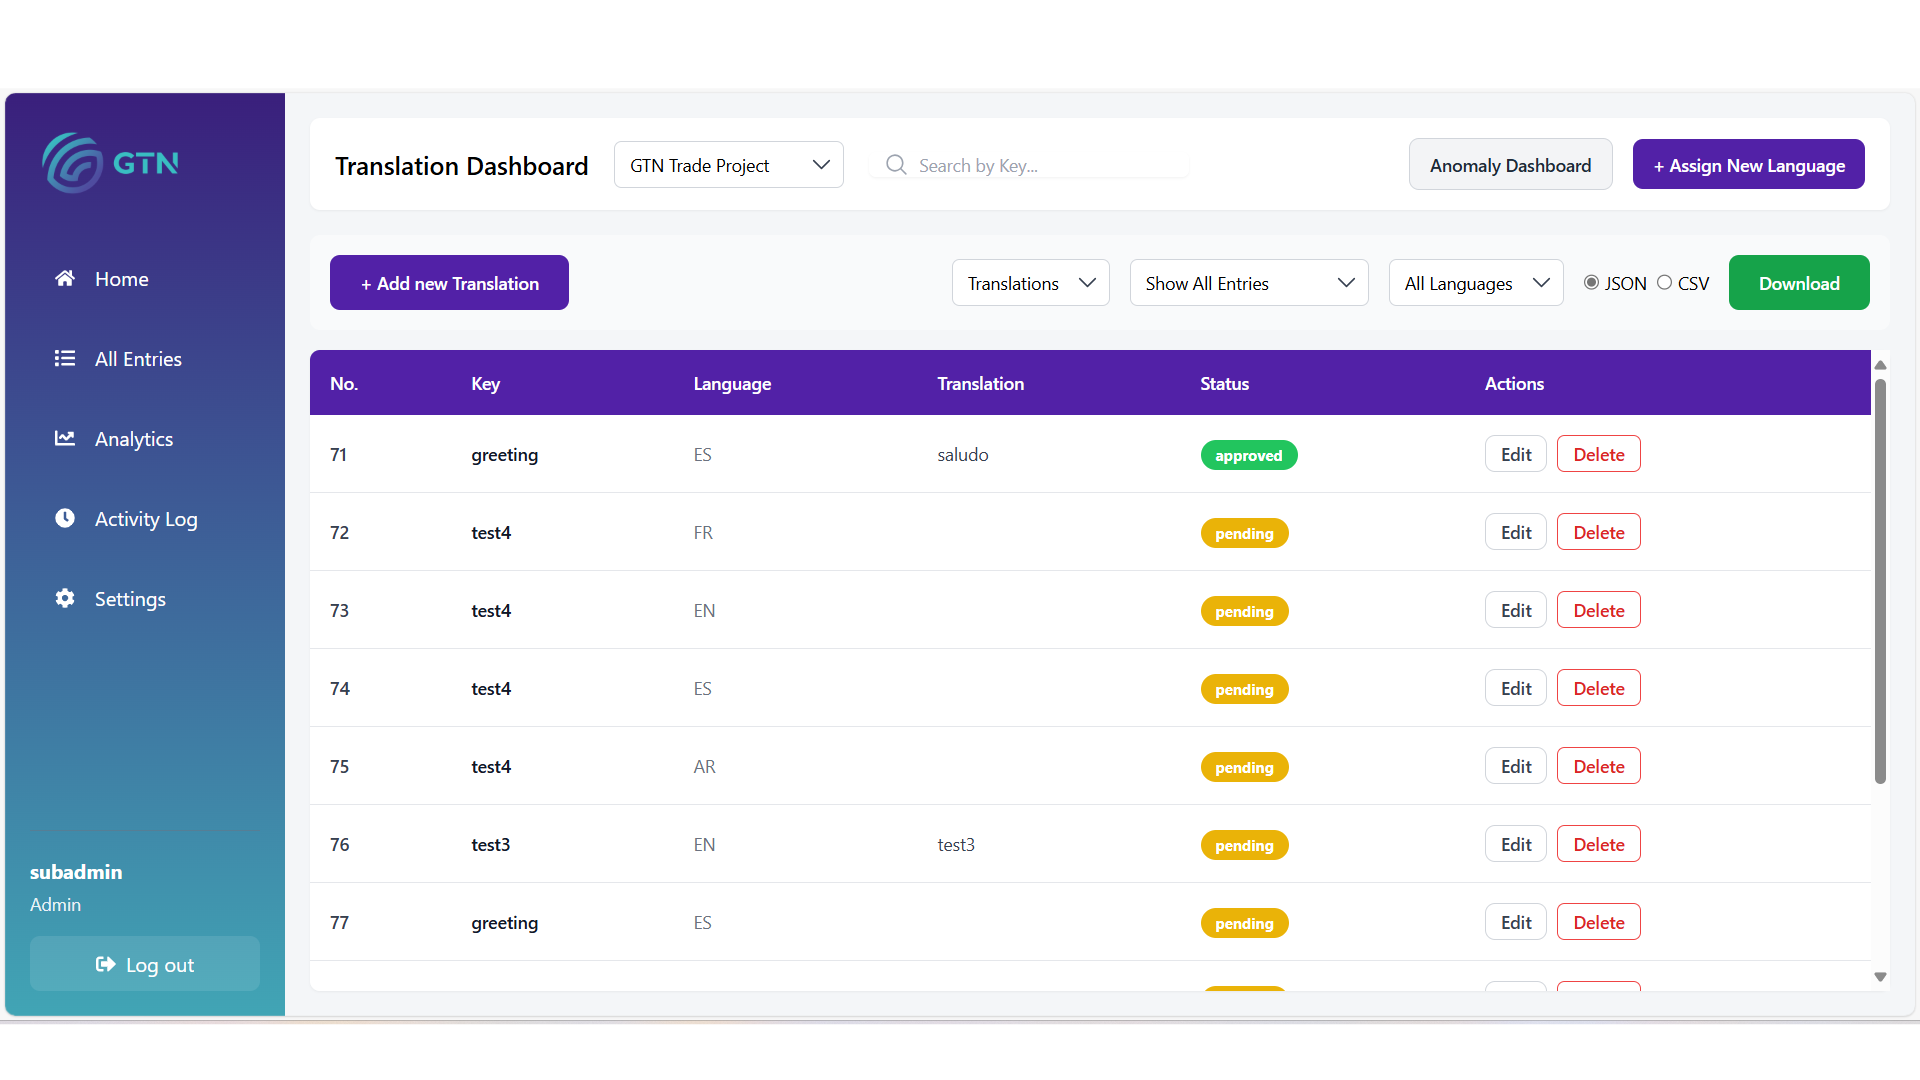 GTN
Home
All Entries
Analytics
Activity Log
Settings
subadmin
Admin
Log out
Translation Dashboard
GTN Trade Project
Search by Key...
Anomaly Dashboard
+ Assign New Language
+ Add new Translation
Translations
Show All Entries
All Languages
JSON
CSV
Download
No. Key Language Translation Status Actions
71 greeting ES saludo approved Edit Delete
72 test4 FR pending Edit Delete
73 test4 EN pending Edit Delete
74 test4 ES pending Edit Delete
75 test4 AR pending Edit Delete
76 test3 EN test3 pending Edit Delete
77 greeting ES pending Edit Delete